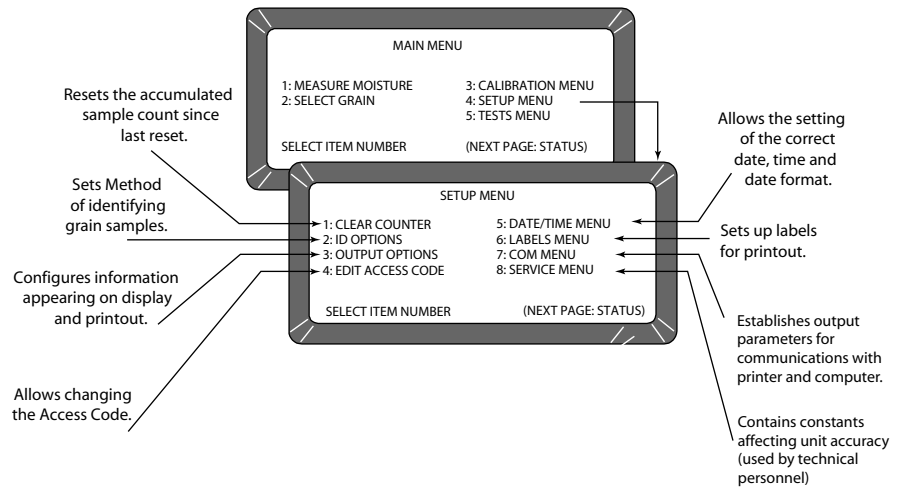 MAIN MENU
1: MEASURE MOISTURE
2: SELECT GRAIN
3: CALIBRATION MENU
4: SETUP MENU
5: TESTS MENU
SELECT ITEM NUMBER
(NEXT PAGE: STATUS)
SETUP MENU
1: CLEAR COUNTER
2: ID OPTIONS
3: OUTPUT OPTIONS
4: EDIT ACCESS CODE
5: DATE/TIME MENU
6: LABELS MENU
7: COM MENU
8: SERVICE MENU
SELECT ITEM NUMBER
(NEXT PAGE: STATUS)
Resets the accumulated
sample count since
last reset.
Sets Method
of identifying
grain samples.
Configures information
appearing on display
and printout.
Allows changing
the Access Code.
Allows the setting
of the correct
date, time and
date format.
Sets up labels
for printout.
Establishes output
parameters for
communications with
printer and computer.
Contains constants
affecting unit accuracy
(used by technical
personnel)